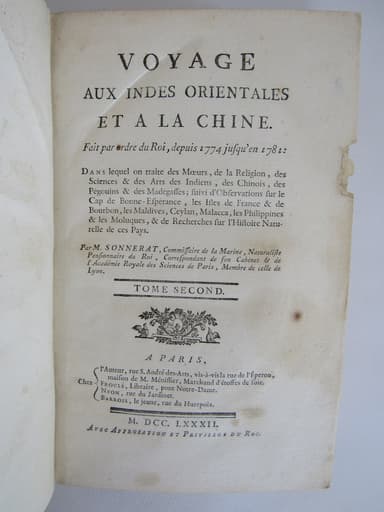 VOYAGE
AUX INDES ORIENTALES
ET A LA CHINE.
Fait par ordre du Roi, depuis 1774 jusqu'en 1781:
DANS lequel on traite des Mœurs, de la Religion, des
Sciences & des Arts des Indiens, des Chinois, des
Pégouins & des Madégasses; suivi d'Observations sur le
Cap de Bonne-Espérance, les Isles de France & de
Bourbon, les Maldives, Ceylan, Malacca, les Philippines
& les Moluques, & de Recherches sur l'Histoire Natu-
relle de ces Pays.
Par M. SONNERAT, Commissaire de la Marine, Naturaliste
Pensionnaire du Roi, Correspondant de son Cabinet & de
l'Académie Royale des Sciences de Paris, Membre de celle de
Lyon.
TOME SECOND.
A PARIS,
Chez
l'Auteur, rue S. André-des-Arts, vis-à-vis la rue de l'Eperon,
maison de M. Ménissier, Marchand d'étoffes de soie.
FROULÉ, Libraire, pont Notre-Dame.
NYON, rue du Jardinet.
BARROIS, le jeune, rue du Hurepoix.
M. DCC. LXXXII.
AVEC APPROBATION ET PRIVILEGE DU ROI.